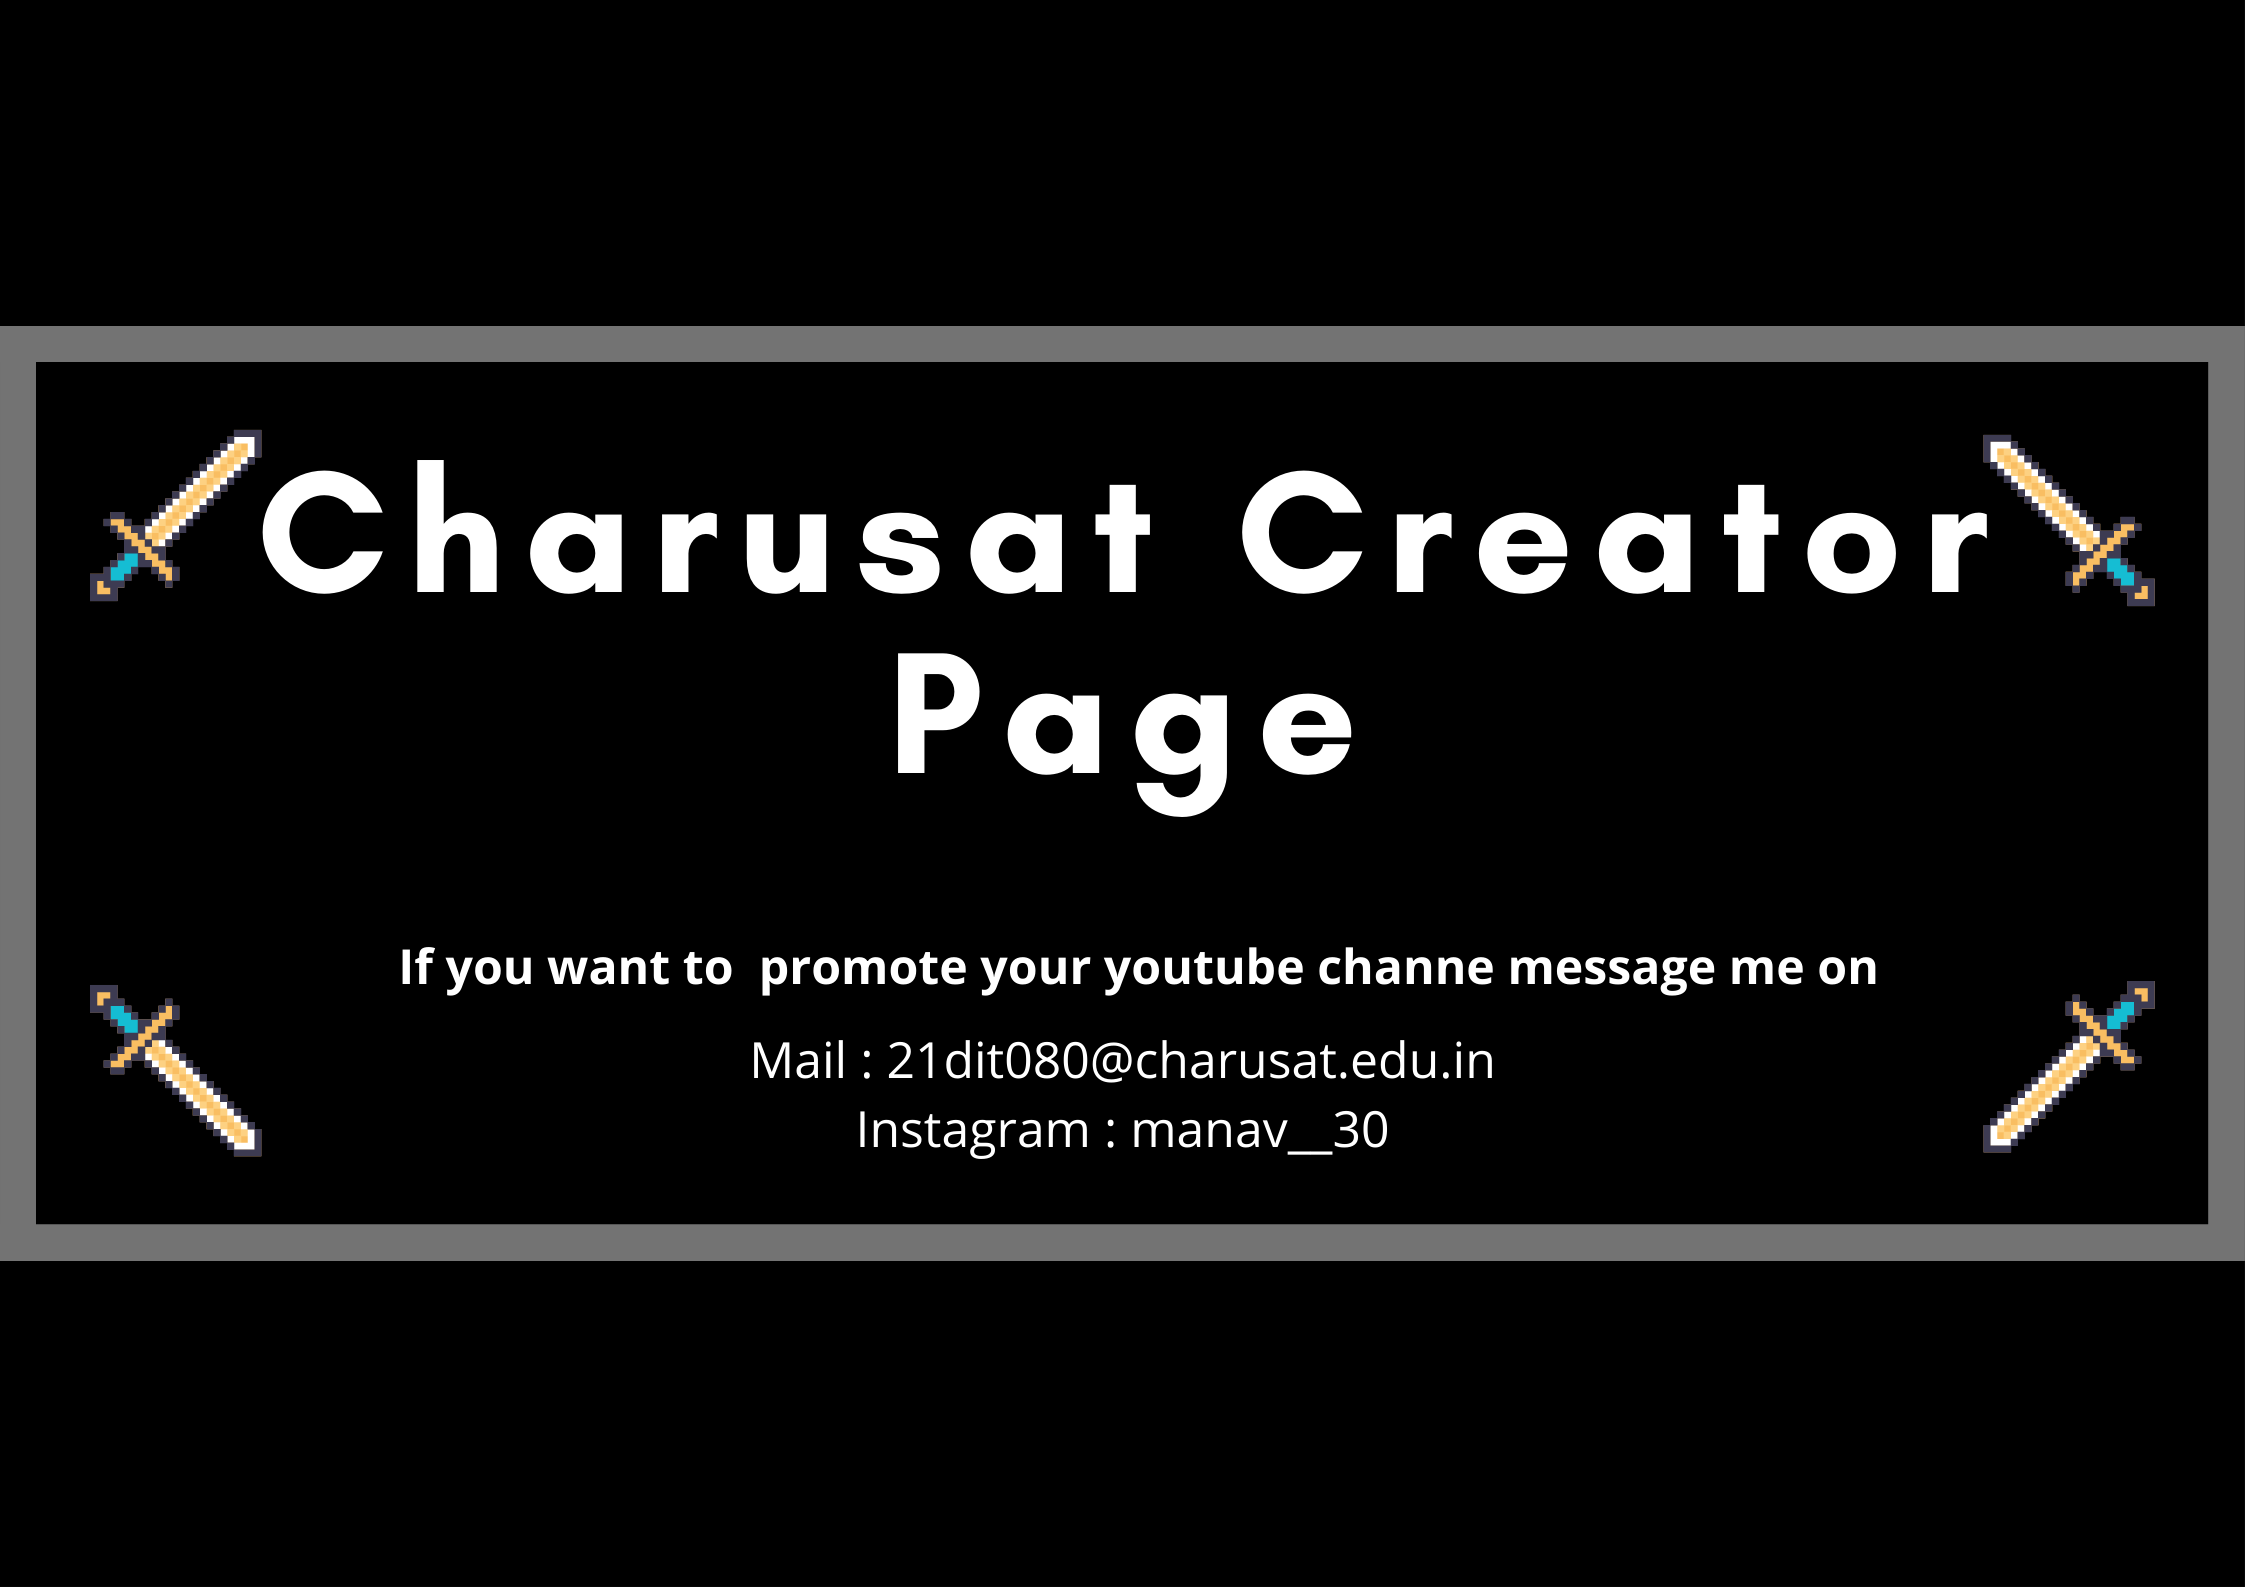 Charusat Creator
Page
If you want to  promote your youtube channe message me on
Mail : 21dit080@charusat.edu.in
Instagram : manav__30